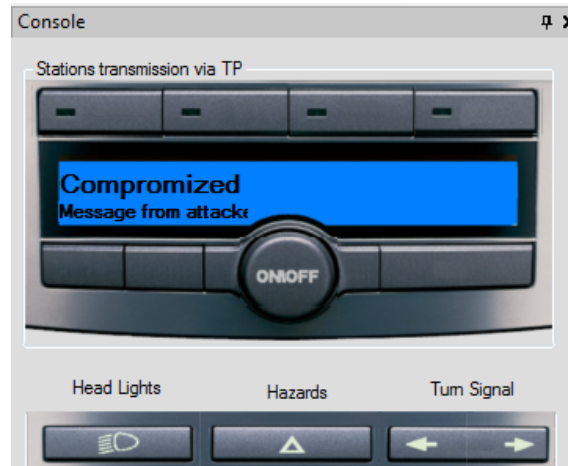 Console
Stations transmission via TP
Compromized
Message from attacke
ON\OFF
Head Lights
Hazards
Turn Signal